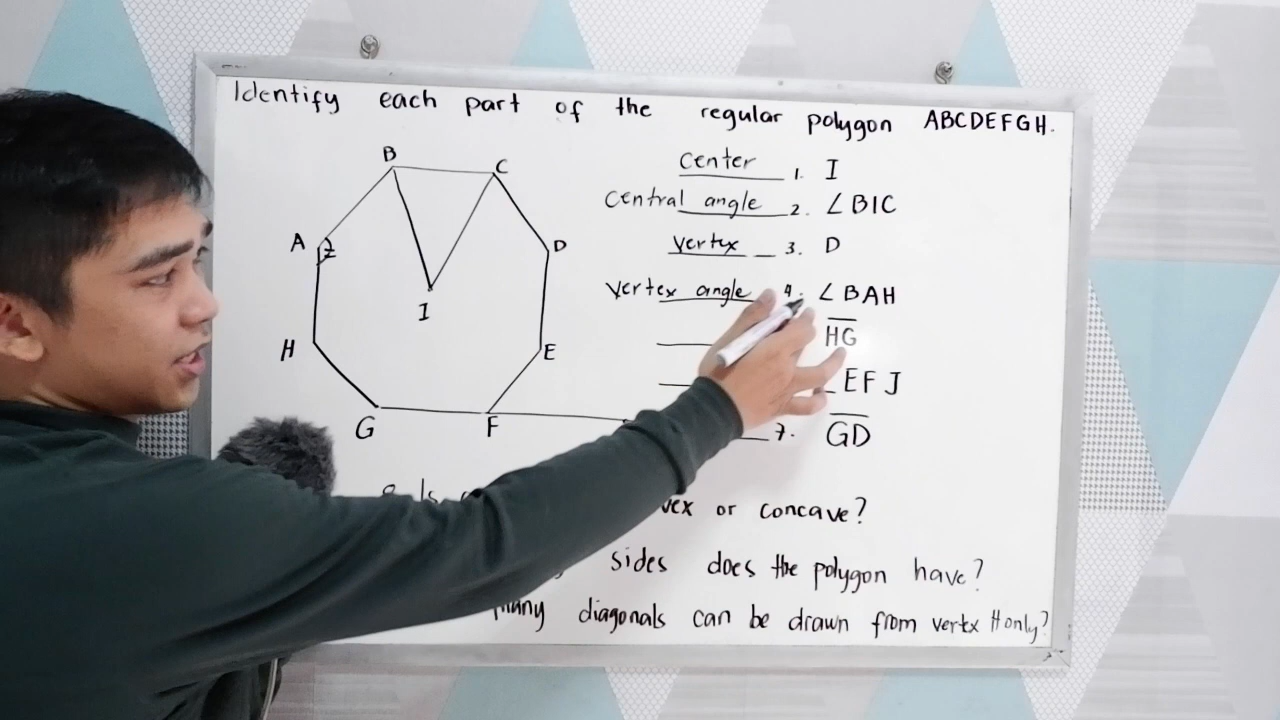 Identify each part of the regular polygon ABCDEFGH.
B
C
A
D
I
H
E
G
F
Center 1. I
Central angle 2. ∠BIC
Vertex 3. D
Vertex angle 4. ∠BAH
HG
EFJ
7. GD
or concave?
sides does the polygon have?
many diagonals can be drawn from vertex H only?